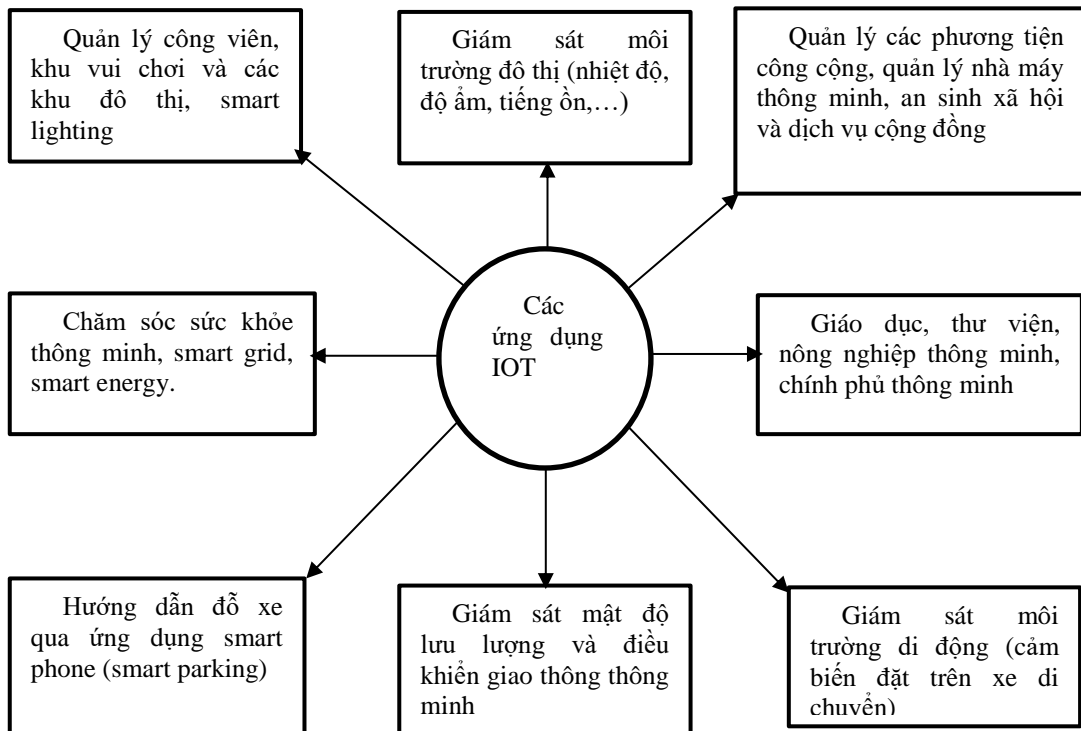 Quản lý công viên,
khu vui chơi và các
khu đô thị, smart
lighting
Giám sát môi
trường đô thị (nhiệt độ,
độ ẩm, tiếng ồn,…)
Quản lý các phương tiện
công cộng, quản lý nhà máy
thông minh, an sinh xã hội
và dịch vụ cộng đồng
Chăm sóc sức khỏe
thông minh, smart grid,
smart energy.
Các
ứng dụng
IOT
Giáo dục, thư viện,
nông nghiệp thông minh,
chính phủ thông minh
Hướng dẫn đỗ xe
qua ứng dụng smart
phone (smart parking)
Giám sát mật độ
lưu lượng và điều
khiển giao thông thông
minh
Giám sát môi
trường di động (cảm
biến đặt trên xe di
chuyển)